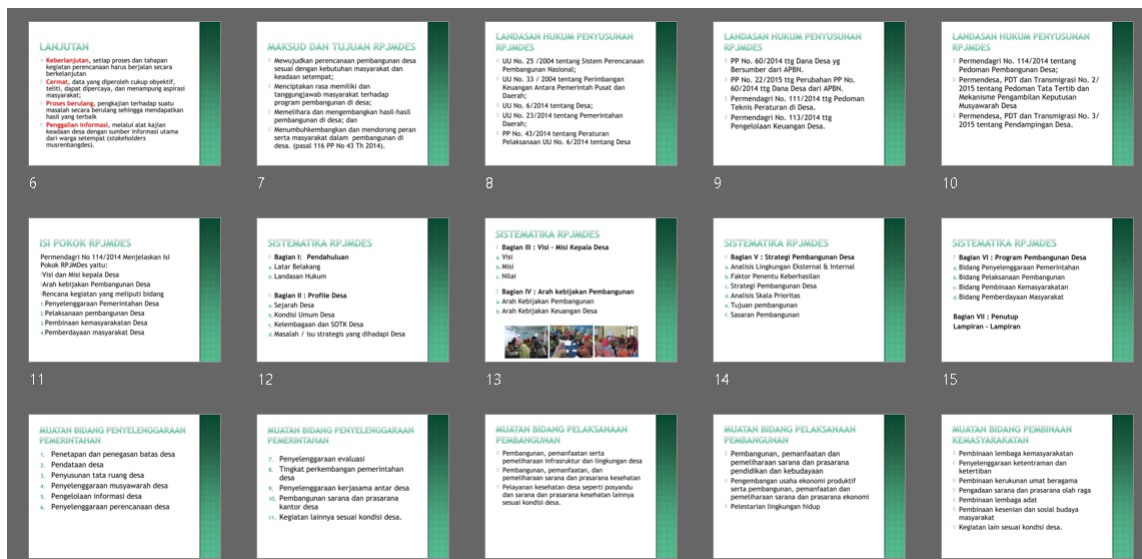 LANJUTAN
Keberlanjutan, setiap proses dan tahapan
kegiatan perencanaan harus berjalan secara
berkelanjutan
Cermat, data yang diperoleh cukup obyektif,
teliti, dapat dipercaya, dan menampung aspirasi
masyarakat;
Proses berulang, pengkajian terhadap suatu
masalah secara berulang sehingga mendapatkan
hasil yang terbaik
Penggalian informasi, melalui alat kajian
keadaan desa dengan sumber informasi utama
dari warga setempat (stakeholders
musrenbangdes).
6
MAKSUD DAN TUJUAN RPJMDES
Mewujudkan perencanaan pembangunan desa
sesuai dengan kebutuhan masyarakat dan
keadaan setempat;
Menciptakan rasa memiliki dan
tanggungjawab masyarakat terhadap
program pembangunan di desa;
Memelihara dan mengembangkan hasil-hasil
pembangunan di desa; dan
Menumbuhkembangkan dan mendorong peran
serta masyarakat dalam pembangunan di
desa. (pasal 116 PP No 43 Th 2014).
7
LANDASAN HUKUM PENYUSUNAN
RPJMDES
UU No. 25 /2004 tentang Sistem Perencanaan
Pembangunan Nasional;
UU No. 33 / 2004 tentang Perimbangan
Keuangan Antara Pemerintah Pusat dan
Daerah;
UU No. 6/2014 tentang Desa;
UU No. 23/2014 tentang Pemerintahan
Daerah;
PP No. 43/2014 tentang Peraturan
Pelaksanaan UU No. 6/2014 tentang Desa
8
LANDASAN HUKUM PENYUSUNAN
RPJMDES
PP No. 60/2014 ttg Dana Desa yg
Bersumber dari APBN.
PP No. 22/2015 ttg Perubahan PP No.
60/2014 ttg Dana Desa dari APBN.
Permendagri No. 111/2014 ttg Pedoman
Teknis Peraturan di Desa.
Permendagri No. 113/2014 ttg
Pengelolaan Keuangan Desa.
9
LANDASAN HUKUM PENYUSUNAN
RPJMDES
Permendagri No. 114/2014 tentang
Pedoman Pembangunan Desa;
Permendesa, PDT dan Transmigrasi No. 2/
2015 tentang Pedoman Tata Tertib dan
Mekanisme Pengambilan Keputusan
Musyawarah Desa
Permendesa, PDT dan Transmigrasi No. 3/
2015 tentang Pendampingan Desa.
10
ISI POKOK RPJMDES
Permendagri No 114/2014 Menjelaskan Isi
Pokok RPJMDes yaitu:
Visi dan Misi kepala Desa
Arah kebijakan Pembangunan Desa
Rencana kegiatan yang meliputi bidang
1. Penyelenggaraan Pemerintahan Desa
2. Pelaksanaan pembangunan Desa
3. Pembinaan kemasyarakatan Desa
4. Pemberdayaan masyarakat Desa
11
SISTEMATIKA RPJMDES
Bagian I: Pendahuluan
a. Latar Belakang
b. Landasan Hukum
Bagian II : Profile Desa
a. Sejarah Desa
b. Kondisi Umum Desa
c. Kelembagaan dan SOTK Desa
d. Masalah / isu strategis yang dihadapi Desa
12
SISTEMATIKA RPJMDES
Bagian III : Visi - Misi Kepala Desa
a. Visi
b. Misi
c. Nilai
Bagian IV : Arah kebijakan Pembangunan
a. Arah Kebijakan Pembangunan
b. Arah Kebijakan Keuangan Desa
13
SISTEMATIKA RPJMDES
Bagian V : Strategi Pembangunan Desa
a. Analisis Lingkungan Eksternal & Internal
b. Faktor Penentu Keberhasilan
c. Strategi Pembangunan Desa
d. Analisis Skala Prioritas
e. Tujuan pembangunan
f. Sasaran Pembangunan
14
SISTEMATIKA RPJMDES
Bagian VI : Program Pembangunan Desa
a. Bidang Penyelenggaraan Pemerintahan
b. Bidang Pelaksanaan Pembangunan
c. Bidang Pembinaan Kemasyarakatan
d. Bidang Pemberdayaan Masyarakat
Bagian VII : Penutup
Lampiran - Lampiran
15
MUATAN BIDANG PENYELENGGARAAN
PEMERINTAHAN
1. Penetapan dan penegasan batas desa
2. Pendataan desa
3. Penyusunan tata ruang desa
4. Penyelenggaraan musyawarah desa
5. Pengelolaan informasi desa
6. Penyelenggaraan perencanaan desa
MUATAN BIDANG PENYELENGGARAAN
PEMERINTAHAN
7. Penyelenggaraan evaluasi
8. Tingkat perkembangan pemerintahan
desa
9. Penyelenggaraan kerjasama antar desa
10. Pembangunan sarana dan prasarana
kantor desa
11. Kegiatan lainnya sesuai kondisi desa.
MUATAN BIDANG PELAKSANAAN
PEMBANGUNAN
Pembangunan, pemanfaatan serta
pemeliharaan infrasruktur dan lingkungan desa
Pembangunan, pemanfaatan, dan
pemeliharaan sarana dan prasarana kesehatan
Pelayanan kesehatan desa seperti posyandu
dan sarana dan prasarana kesehatan lainnya
sesuai kondisi desa.
MUATAN BIDANG PELAKSANAAN
PEMBANGUNAN
Pembangunan, pemanfaatan dan
pemeliharaan sarana dan prasarana
pendidikan dan kebudayaan
Pengembangan usaha ekonomi produktif
serta pembangunan, pemanfaatan dan
pemeliharaan sarana dan prasarana ekonomi
Pelestarian lingkungan hidup
MUATAN BIDANG PEMBINAAN
KEMASYARAKATAN
Pembinaan lembaga kemasyarakatan
Penyelenggaraan ketentraman dan
ketertiban
Pembinaan kerukunan umat beragama
Pengadaan sarana dan prasarana olah raga
Pembinaan lembaga adat
Pembinaan kesenian dan sosial budaya
masyarakat
Kegiatan lain sesuai kondisi desa.